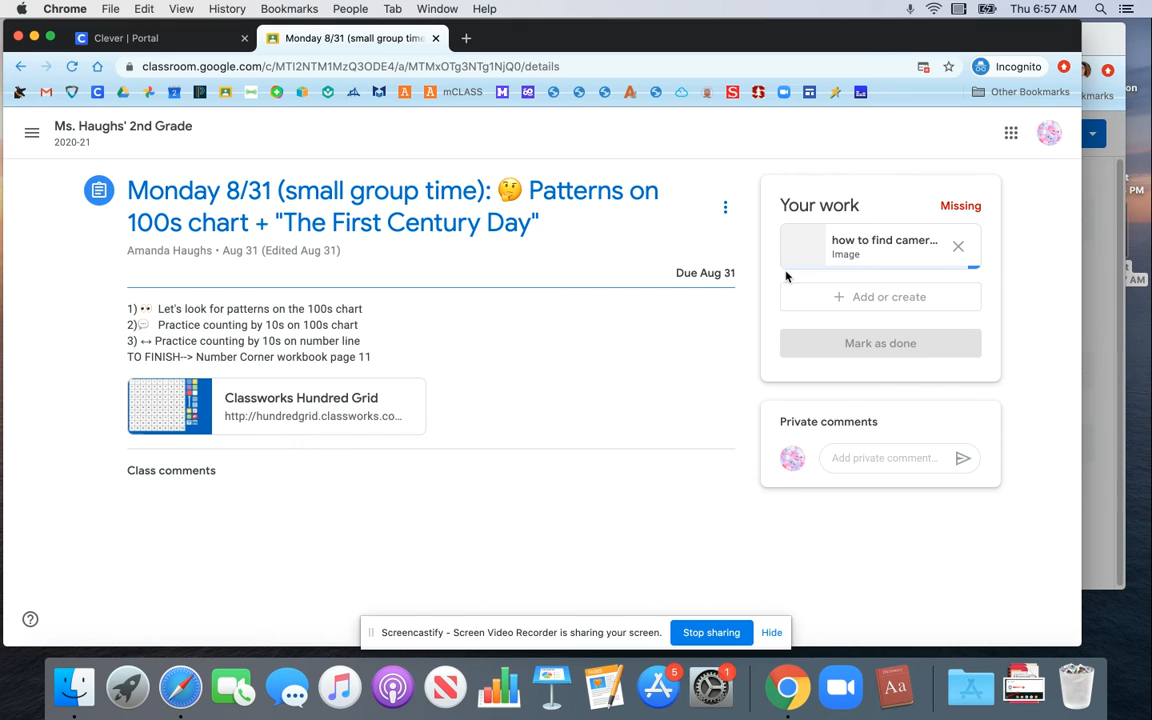 Chrome File Edit View History Bookmarks People Tab Window Help Thu 6:57 AM
Clever | Portal
Monday 8/31 (small group time
classroom.google.com/c/MTI2NTM1MzQ3ODE4/a/MTMxOTg3NTg1NjQ0/details
Incognito
mCLASS
Other Bookmarks
Ms. Haughs' 2nd Grade
2020-21
Monday 8/31 (small group time): 🤔 Patterns on
100s chart + "The First Century Day"
Amanda Haughs • Aug 31 (Edited Aug 31)
Due Aug 31
1) 👀 Let's look for patterns on the 100s chart
2)💬 Practice counting by 10s on 100s chart
3) ↔ Practice counting by 10s on number line
TO FINISH--> Number Corner workbook page 11
Classworks Hundred Grid
http://hundredgrid.classworks.co...
Class comments
Your work
Missing
how to find camer...
Image
+ Add or create
Mark as done
Private comments
Add private comment...
Screencastify - Screen Video Recorder is sharing your screen.
Stop sharing
Hide
5
1
Aa
PM
AM